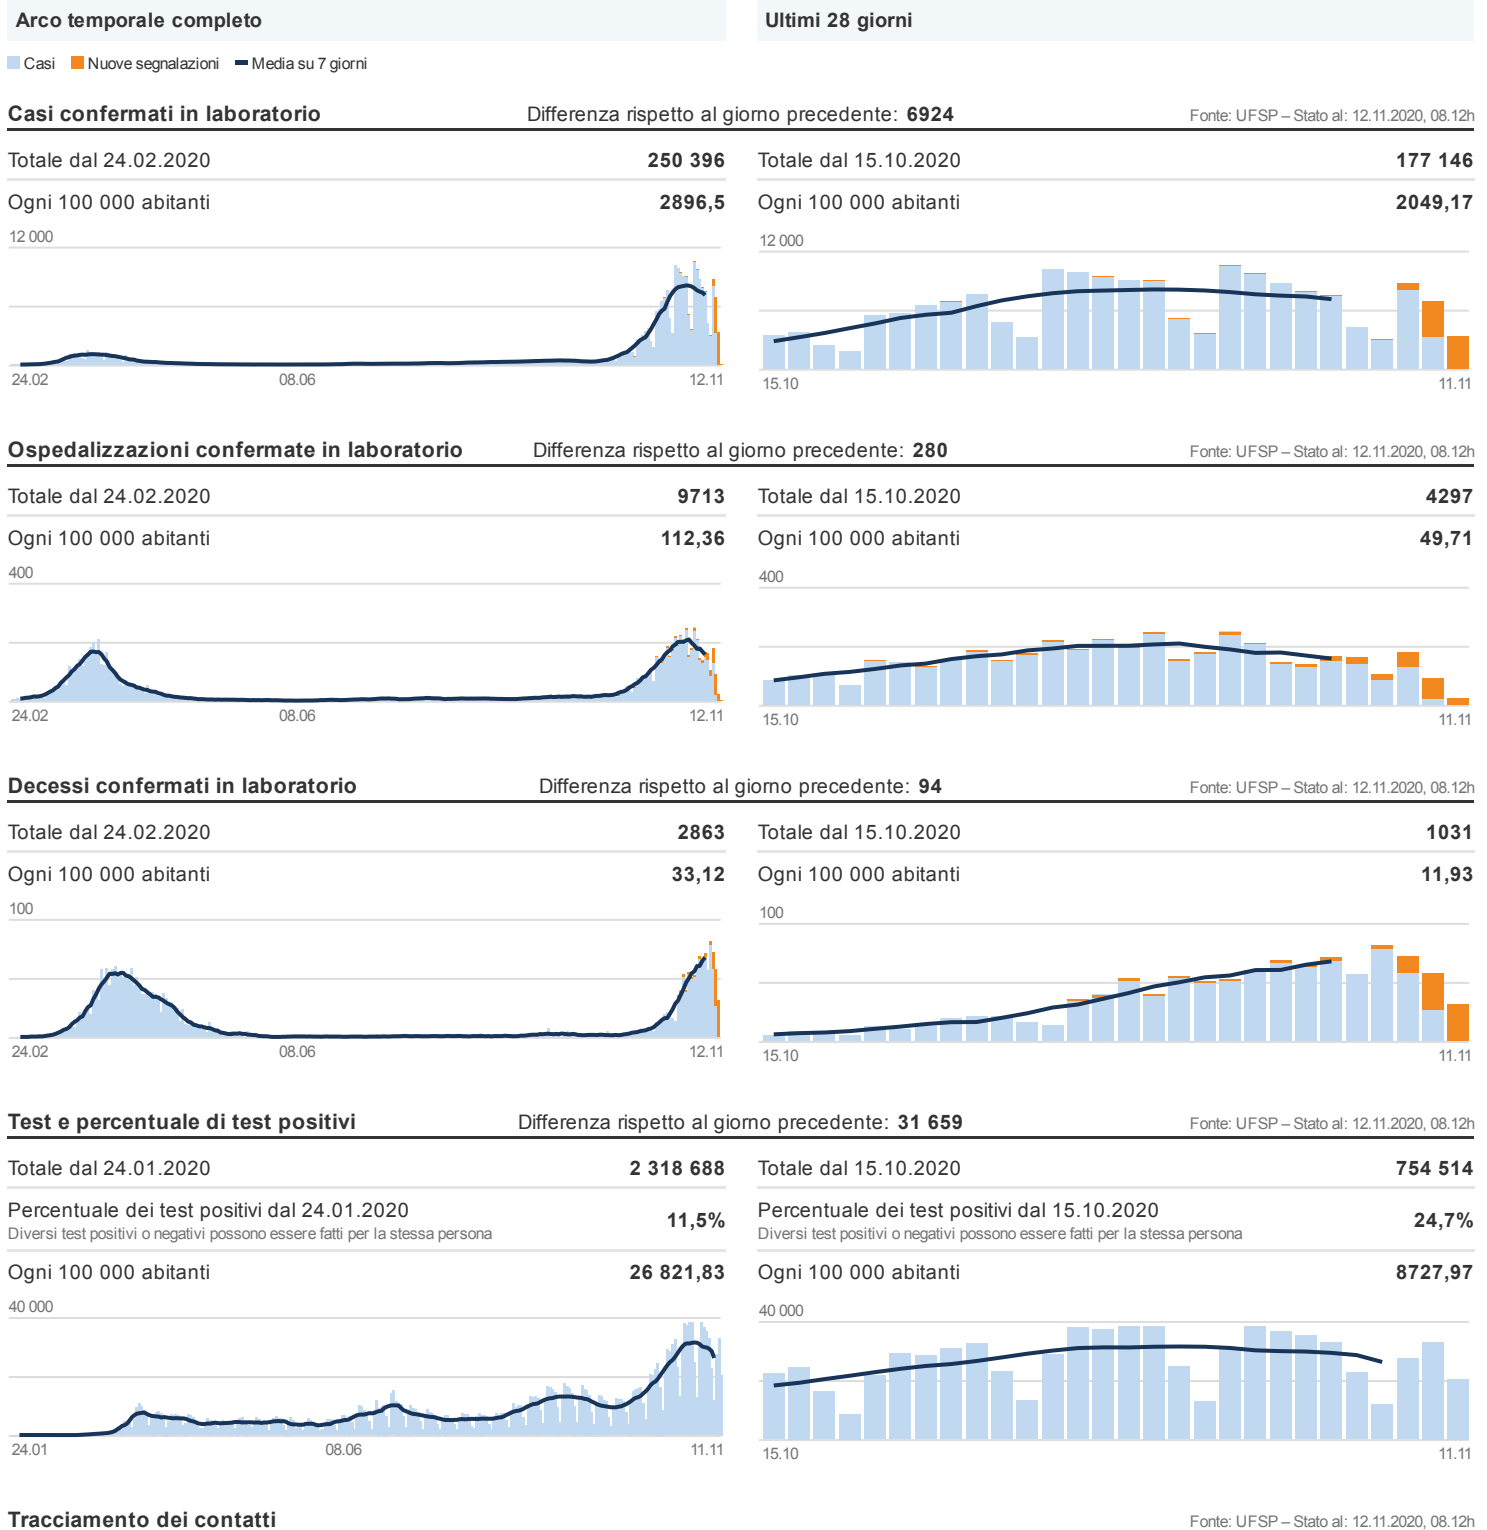 Arco temporale completo
Ultimi 28 giorni
Casi Nuove segnalazioni Media su 7 giorni
Casi confermati in laboratorio Differenza rispetto al giorno precedente: 6924 Fonte: UFSP – Stato al: 12.11.2020, 08.12h
Totale dal 24.02.2020 250 396
Ogni 100 000 abitanti 2896,5
12 000
24.02 08.06 12.11
Totale dal 15.10.2020 177 146
Ogni 100 000 abitanti 2049,17
12 000
15.10 11.11
Ospedalizzazioni confermate in laboratorio Differenza rispetto al giorno precedente: 280 Fonte: UFSP – Stato al: 12.11.2020, 08.12h
Totale dal 24.02.2020 9713
Ogni 100 000 abitanti 112,36
400
24.02 08.06 12.11
Totale dal 15.10.2020 4297
Ogni 100 000 abitanti 49,71
400
15.10 11.11
Decessi confermati in laboratorio Differenza rispetto al giorno precedente: 94 Fonte: UFSP – Stato al: 12.11.2020, 08.12h
Totale dal 24.02.2020 2863
Ogni 100 000 abitanti 33,12
100
24.02 08.06 12.11
Totale dal 15.10.2020 1031
Ogni 100 000 abitanti 11,93
100
15.10 11.11
Test e percentuale di test positivi Differenza rispetto al giorno precedente: 31 659 Fonte: UFSP – Stato al: 12.11.2020, 08.12h
Totale dal 24.01.2020 2 318 688
Percentuale dei test positivi dal 24.01.2020 11,5%
Diversi test positivi o negativi possono essere fatti per la stessa persona
Ogni 100 000 abitanti 26 821,83
40 000
24.01 08.06 11.11
Totale dal 15.10.2020 754 514
Percentuale dei test positivi dal 15.10.2020 24,7%
Diversi test positivi o negativi possono essere fatti per la stessa persona
Ogni 100 000 abitanti 8727,97
40 000
15.10 11.11
Tracciamento dei contatti Fonte: UFSP – Stato al: 12.11.2020, 08.12h